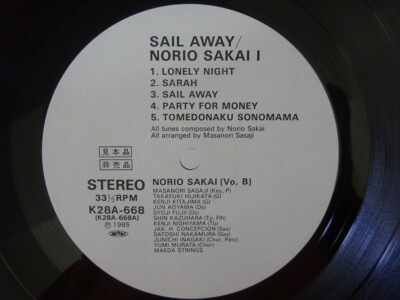 SAIL AWAY/
NORIO SAKAI I
1. LONELY NIGHT
2. SARAH
3. SAIL AWAY
4. PARTY FOR MONEY
5. TOMEDONAKU SONOMAMA
All tunes composed by Norio Sakai
All arranged by Masanori Sasaji
見本品
非売品
STEREO
33⅓RPM
K28A-668
(K28A-668A)
Ⓟ1985
NORIO SAKAI (Vo, B)
MASANORI SASAJI (Key, P)
TAKAYUKI HIJIKATA (G)
KENJI KITAJIMA (G)
JUN AOYAMA (Ds)
SYOJI FUJII (Ds)
SHIN KAZUHARA (Tp, Flh)
KENJI NISHIYAMA (Tb)
JAK. H. CONCEPCION (Sax)
SATOSHI NAKAMURA (Sax)
JUNICHI INAGAKI (Chor, Perc)
YUMI MURATA (Chor)
MAEDA STRINGS